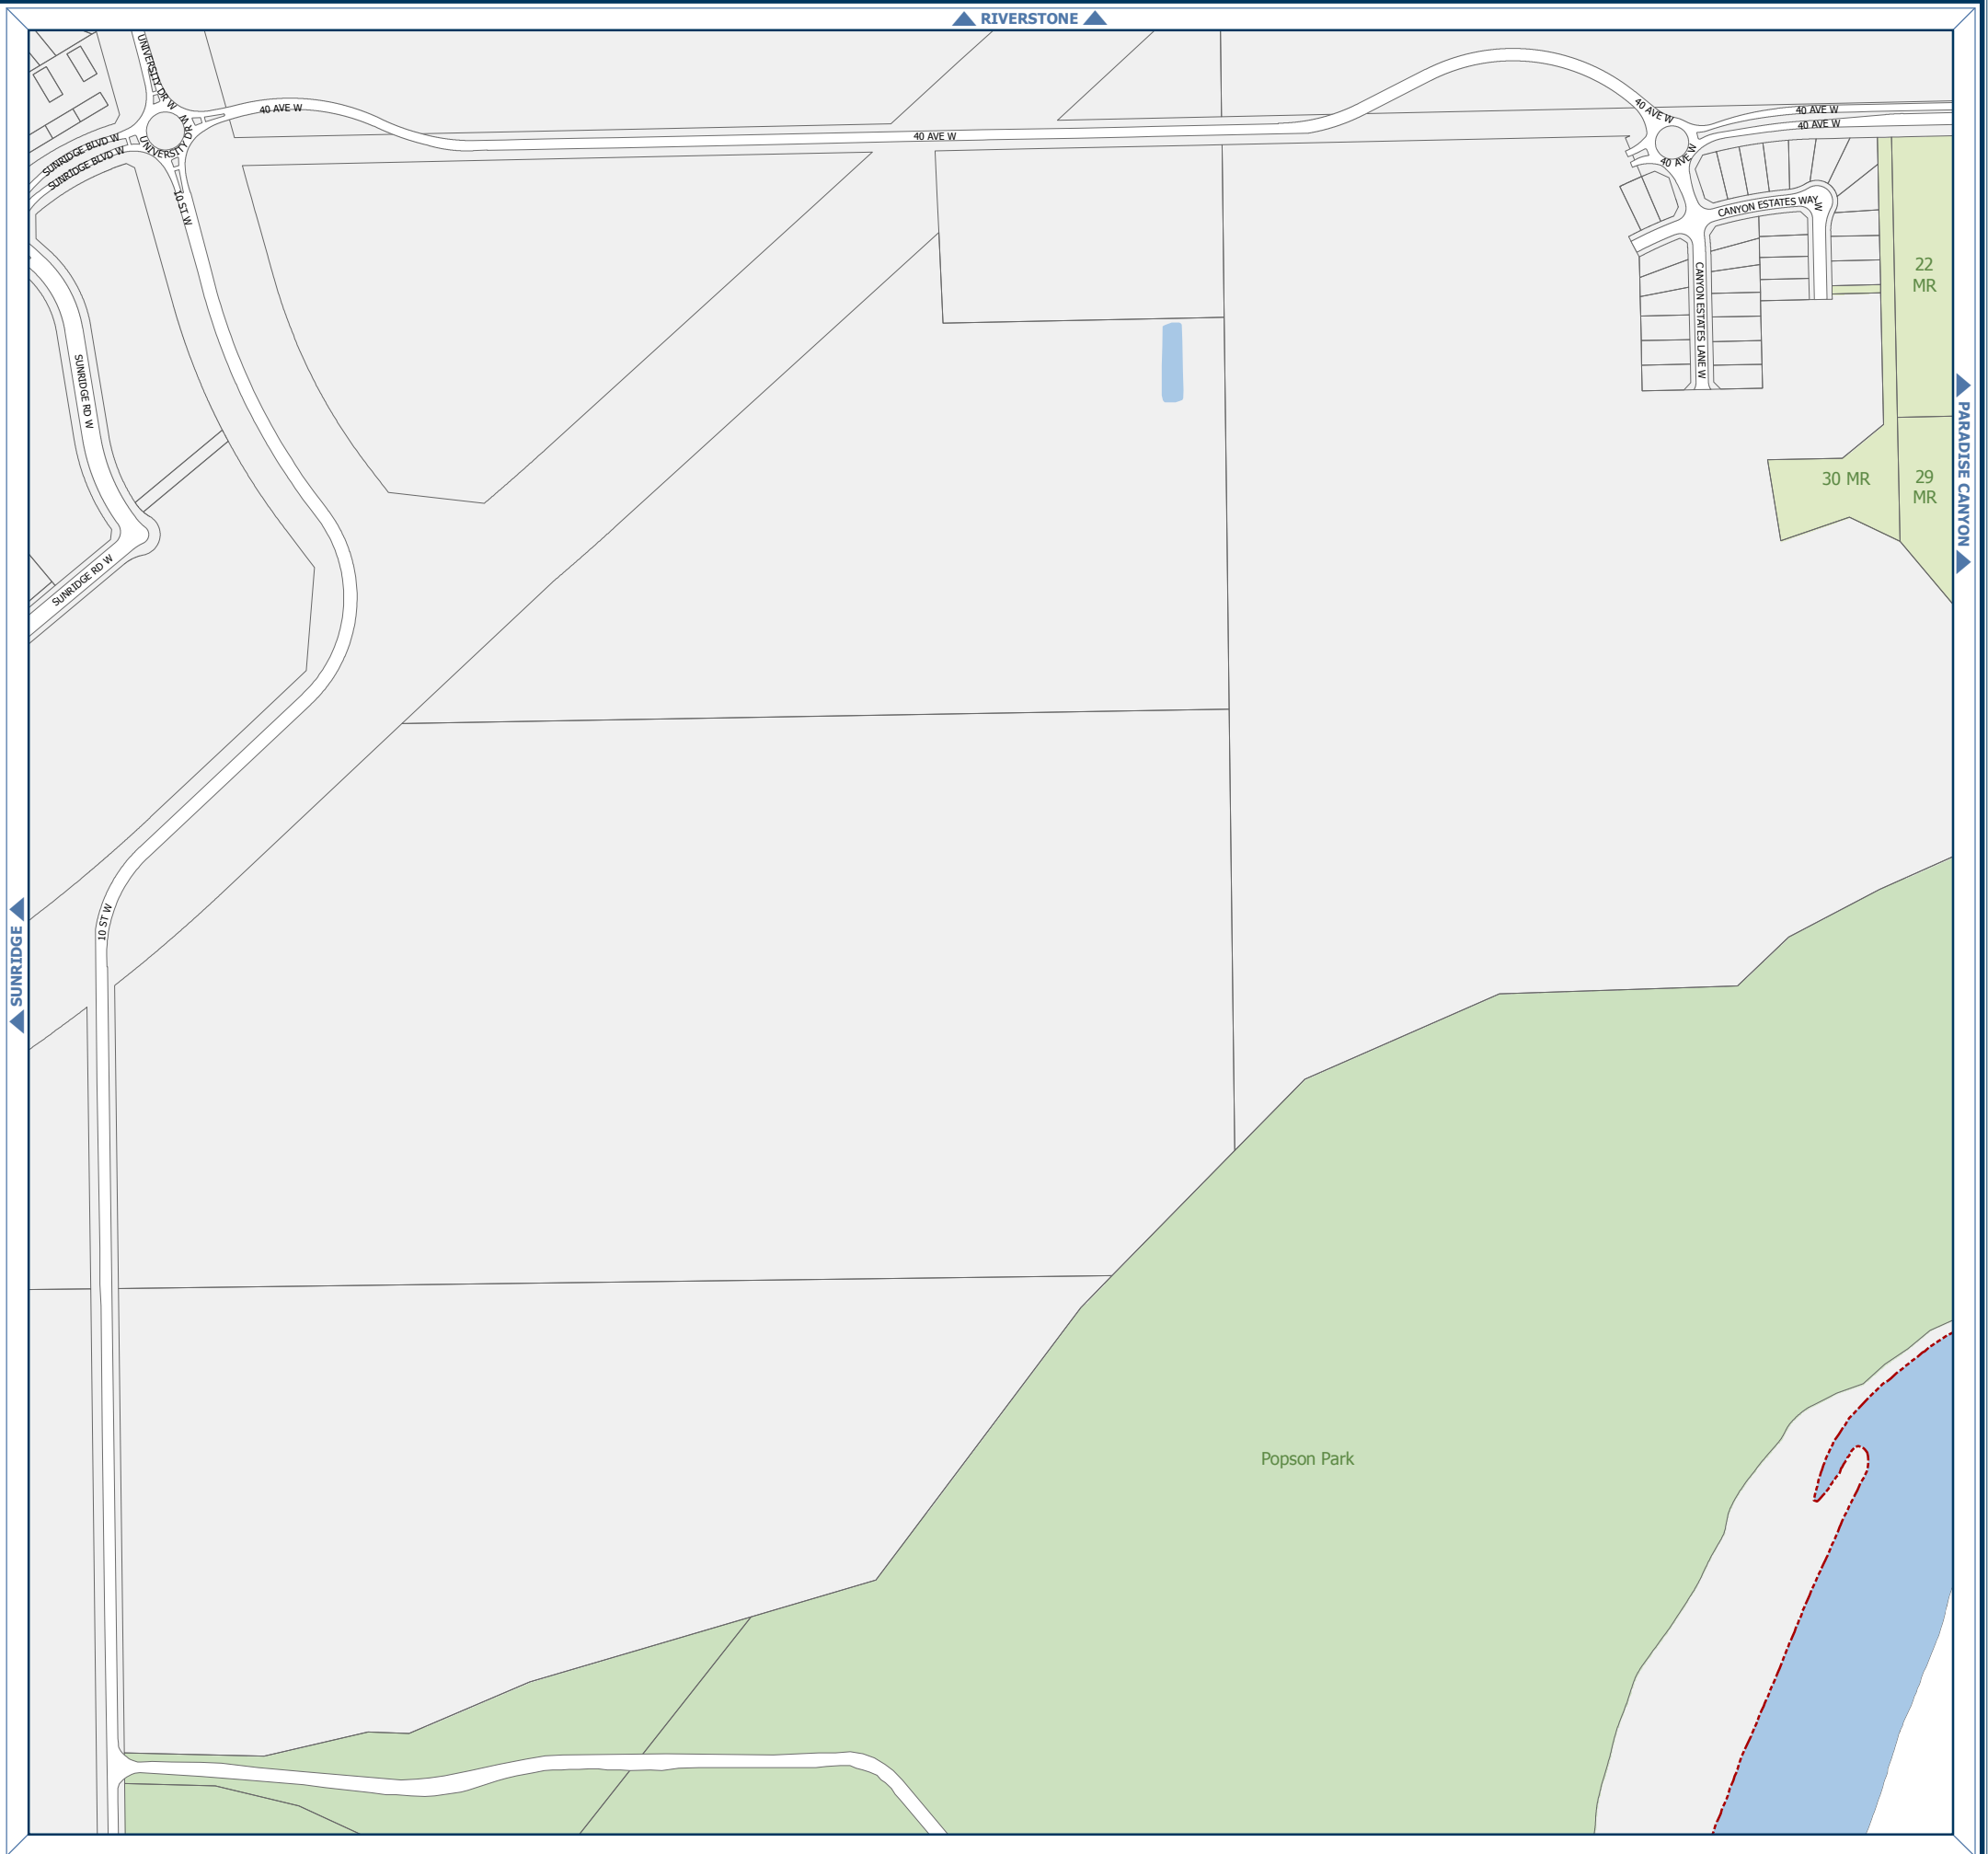 RIVERSTONE
UNIVERSITY DR W
40 AVE W
40 AVE W
40 AVE W
40 AVE W
40 AVE W
UNIVERSITY DR W
SUNRIDGE BLVD W
SUNRIDGE BLVD W
40 AVE W
10 ST W
CANYON ESTATES WAY W
22
MR
CANYON ESTATES LANE W
SUNRIDGE RD W
PARADISE CANYON
30 MR
29
MR
SUNRIDGE RD W
10 ST W
SUNRIDGE
Popson Park